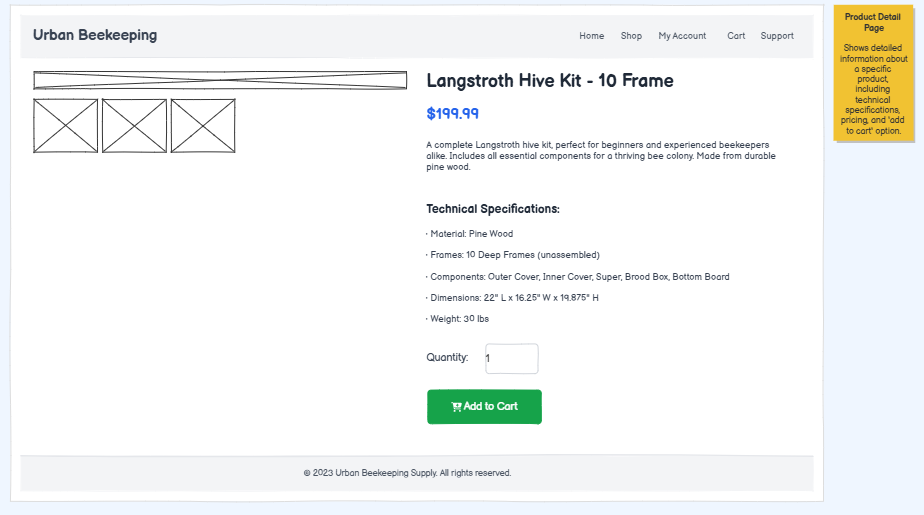 Urban Beekeeping
Home Shop My Account Cart Support
Langstroth Hive Kit - 10 Frame
$199.99
A complete Langstroth hive kit, perfect for beginners and experienced beekeepers
alike. Includes all essential components for a thriving bee colony. Made from durable
pine wood.
Technical Specifications:
· Material: Pine Wood
· Frames: 10 Deep Frames (unassembled)
· Components: Outer Cover, Inner Cover, Super, Brood Box, Bottom Board
· Dimensions: 22" L x 16.25" W x 19.875" H
· Weight: 30 lbs
Quantity: 1
Add to Cart
© 2023 Urban Beekeeping Supply. All rights reserved.
Product Detail
Page
Shows detailed
information about
a specific
product,
including
technical
specifications,
pricing, and 'add
to cart' option.